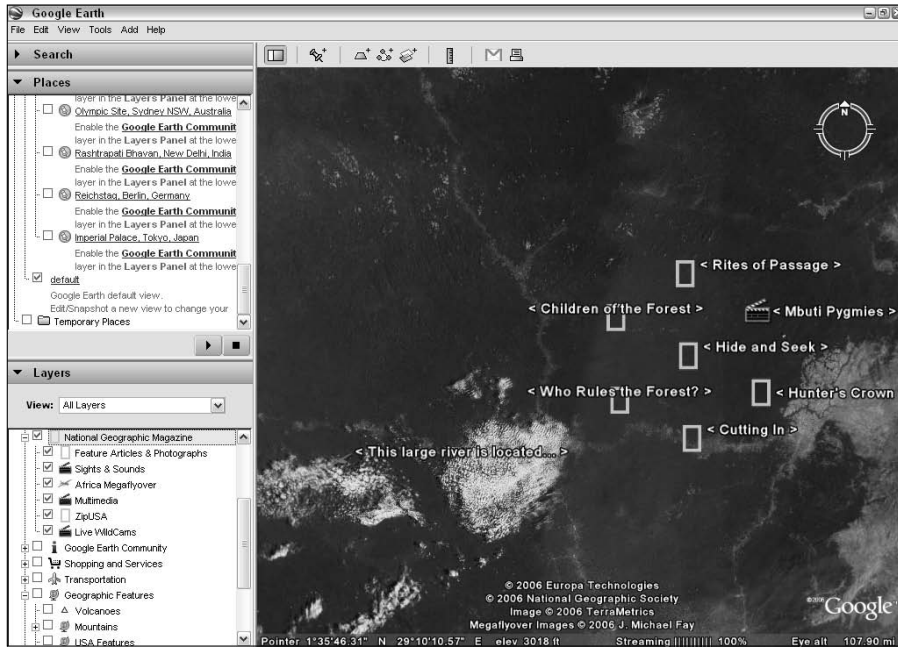 Google Earth
File Edit View Tools Add Help
Search
Places
layer in the Layers Panel at the lowe
Olympic Site, Sydney NSW, Australia
Enable the Google Earth Communit
layer in the Layers Panel at the lowe
Rashtrapati Bhavan, New Delhi, India
Enable the Google Earth Communit
layer in the Layers Panel at the lowe
Reichstag, Berlin, Germany
Enable the Google Earth Communit
layer in the Layers Panel at the lowe
Imperial Palace, Tokyo, Japan
Enable the Google Earth Communit
layer in the Layers Panel at the lowe
default
Google Earth default view.
Edit/Snapshot a new view to change your
Temporary Places
Layers
View: All Layers
National Geographic Magazine
Feature Articles & Photographs
Sights & Sounds
Africa Megaflyover
Multimedia
ZipUSA
Live WildCams
Google Earth Community
Shopping and Services
Transportation
Geographic Features
Volcanoes
Mountains
USA Features
N
< Rites of Passage >
< Children of the Forest >
< Mbuti Pygmies >
< Hide and Seek >
< Who Rules the Forest? >
< Hunter's Crown
< Cutting In >
< This large river is located... >
© 2006 Europa Technologies
© 2006 National Geographic Society
Image © 2006 TerraMetrics
Megaflyover Images © 2006 J. Michael Fay
Google
Pointer 1°35'46.31" N 29°10'10.57" E elev 3018 ft Streaming |||||||||| 100% Eye alt 107.90 mi